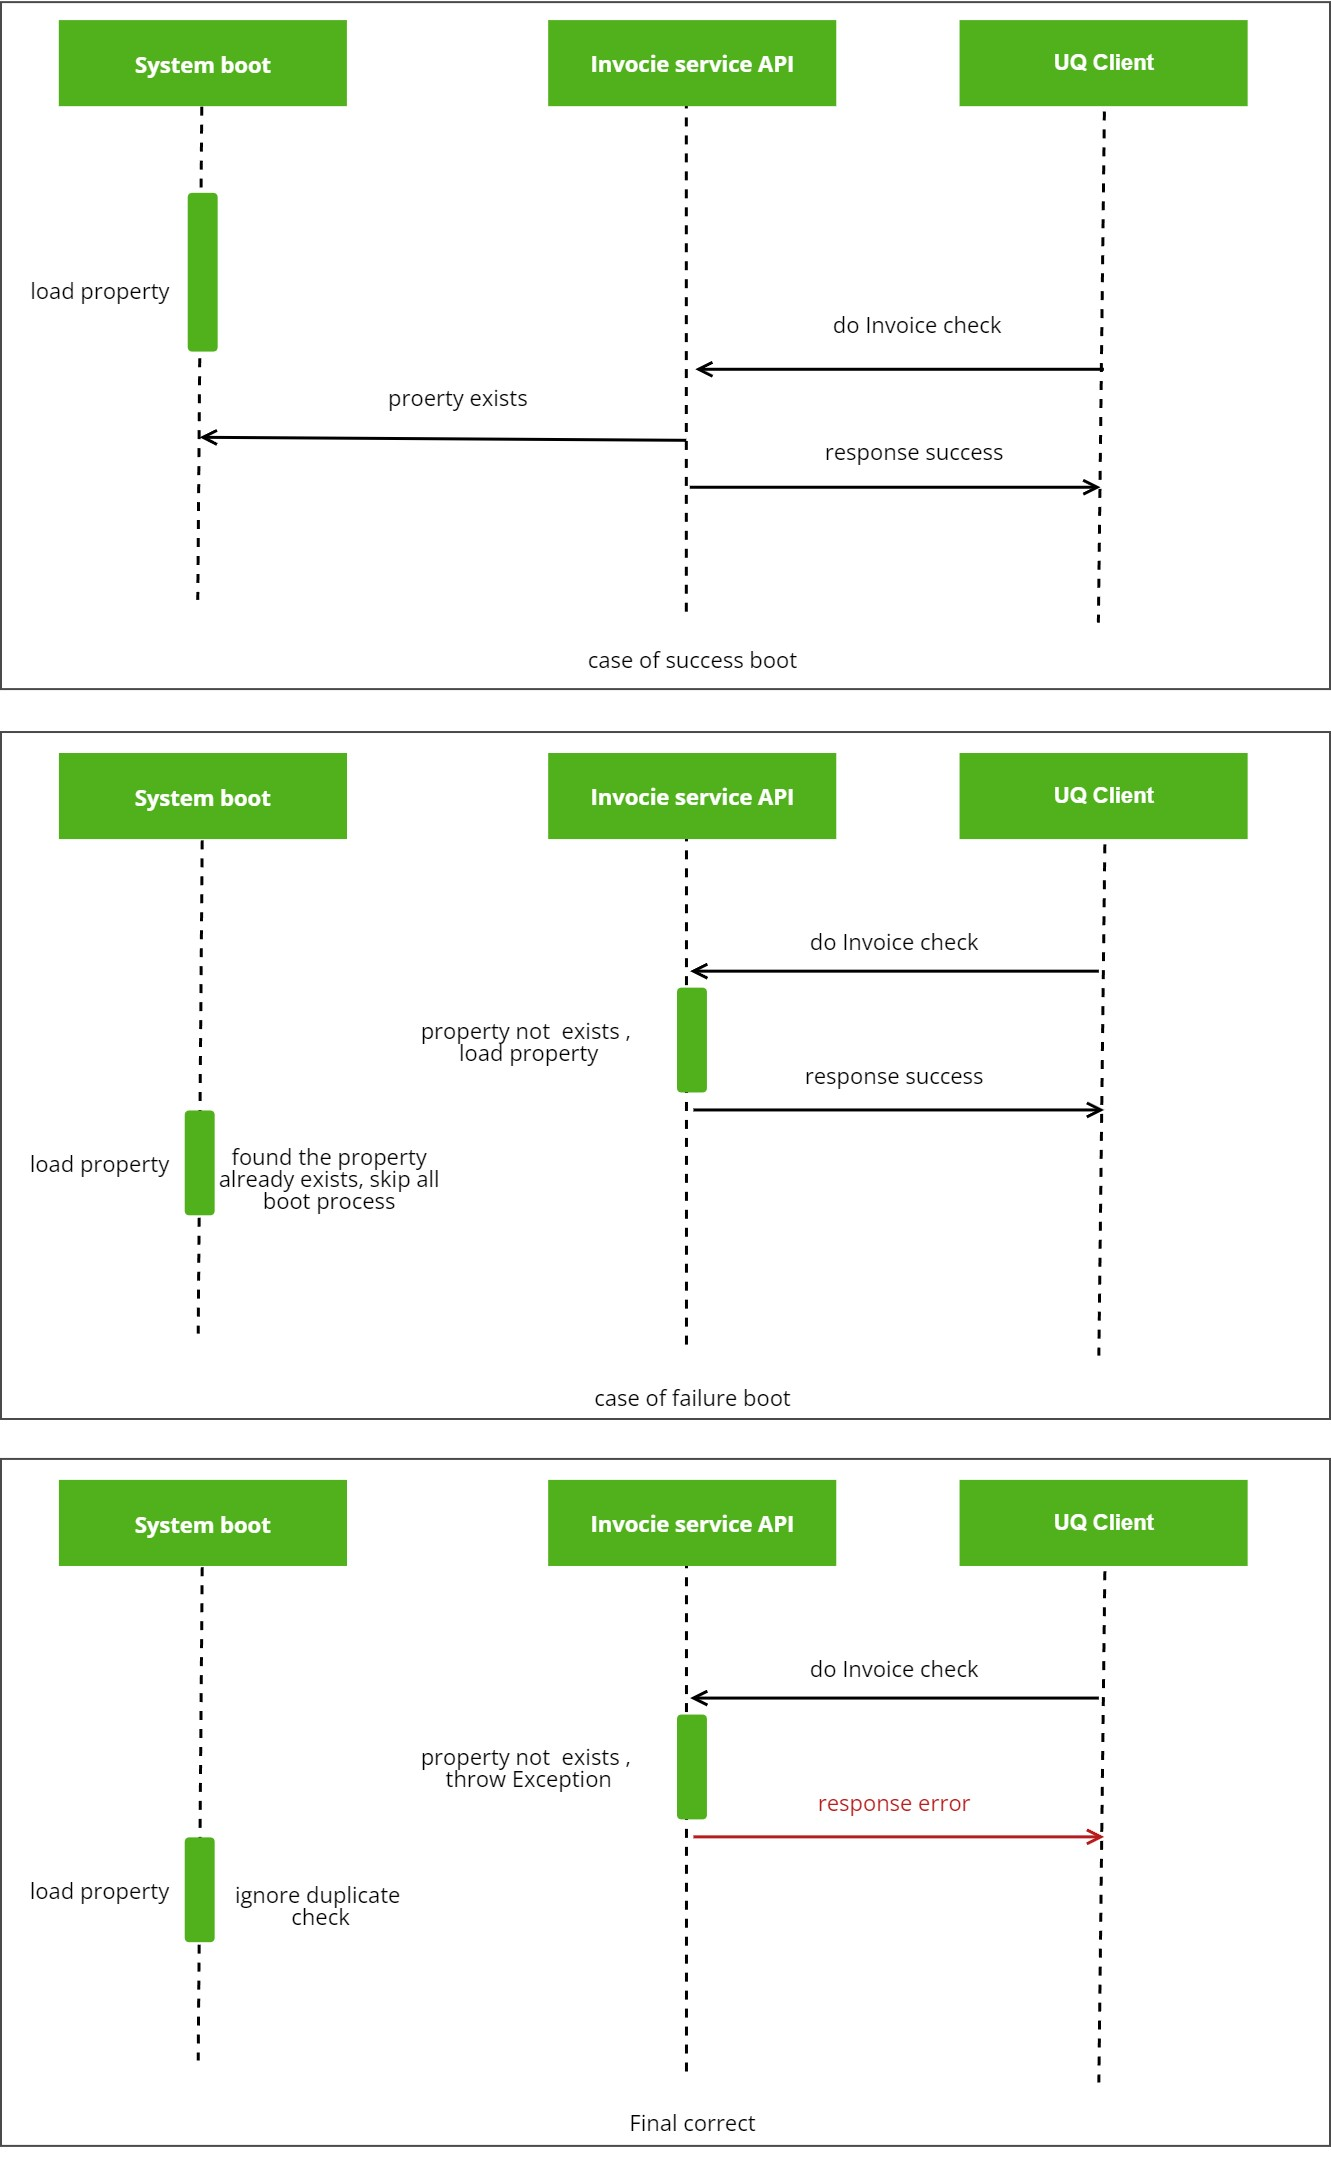 System boot
Invocie service API
UQ Client
load property
do Invoice check
proerty exists
response success
case of success boot
System boot
Invocie service API
UQ Client
do Invoice check
property not  exists ,
load property
response success
load property
found the property
already exists, skip all
boot process
case of failure boot
System boot
Invocie service API
UQ Client
do Invoice check
property not  exists ,
throw Exception
response error
load property
ignore duplicate
check
Final correct